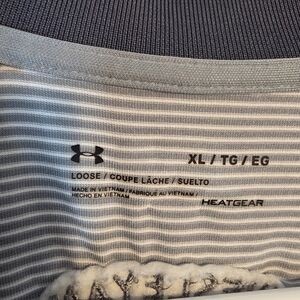 XL / TG / EG
LOOSE / COUPE LÂCHE / SUELTO
MADE IN VIETNAM / FABRIQUÉ AU VIETNAM /
HECHO EN VIETNAM
HEATGEAR